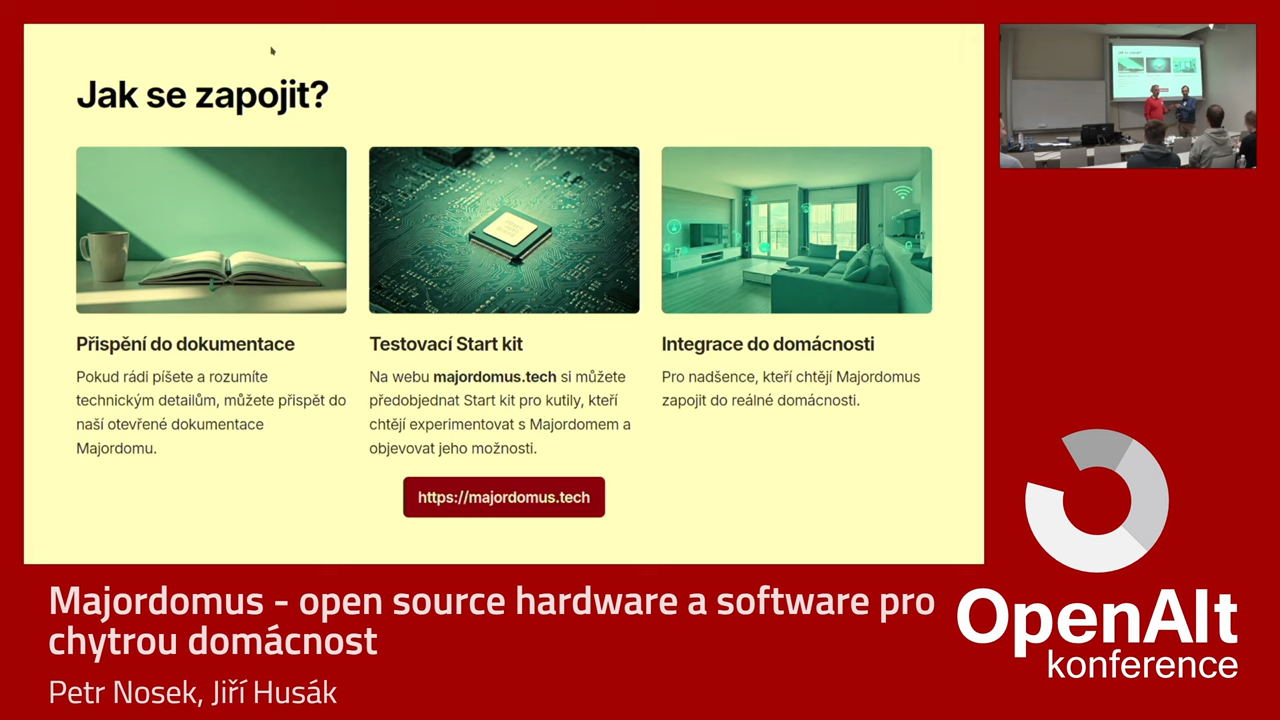 Jak se zapojit?
Přispění do dokumentace
Pokud rádi píšete a rozumíte
technickým detailům, můžete přispět do
naší otevřené dokumentace
Majordomu.
Testovací Start kit
Na webu majordomus.tech si můžete
předobjednat Start kit pro kutily, kteří
chtějí experimentovat s Majordomem a
objevovat jeho možnosti.
Integrace do domácnosti
Pro nadšence, kteří chtějí Majordomus
zapojit do reálné domácnosti.
https://majordomus.tech
Majordomus - open source hardware a software pro
chytrou domácnost
Petr Nosek, Jiří Husák
OpenAlt
konference